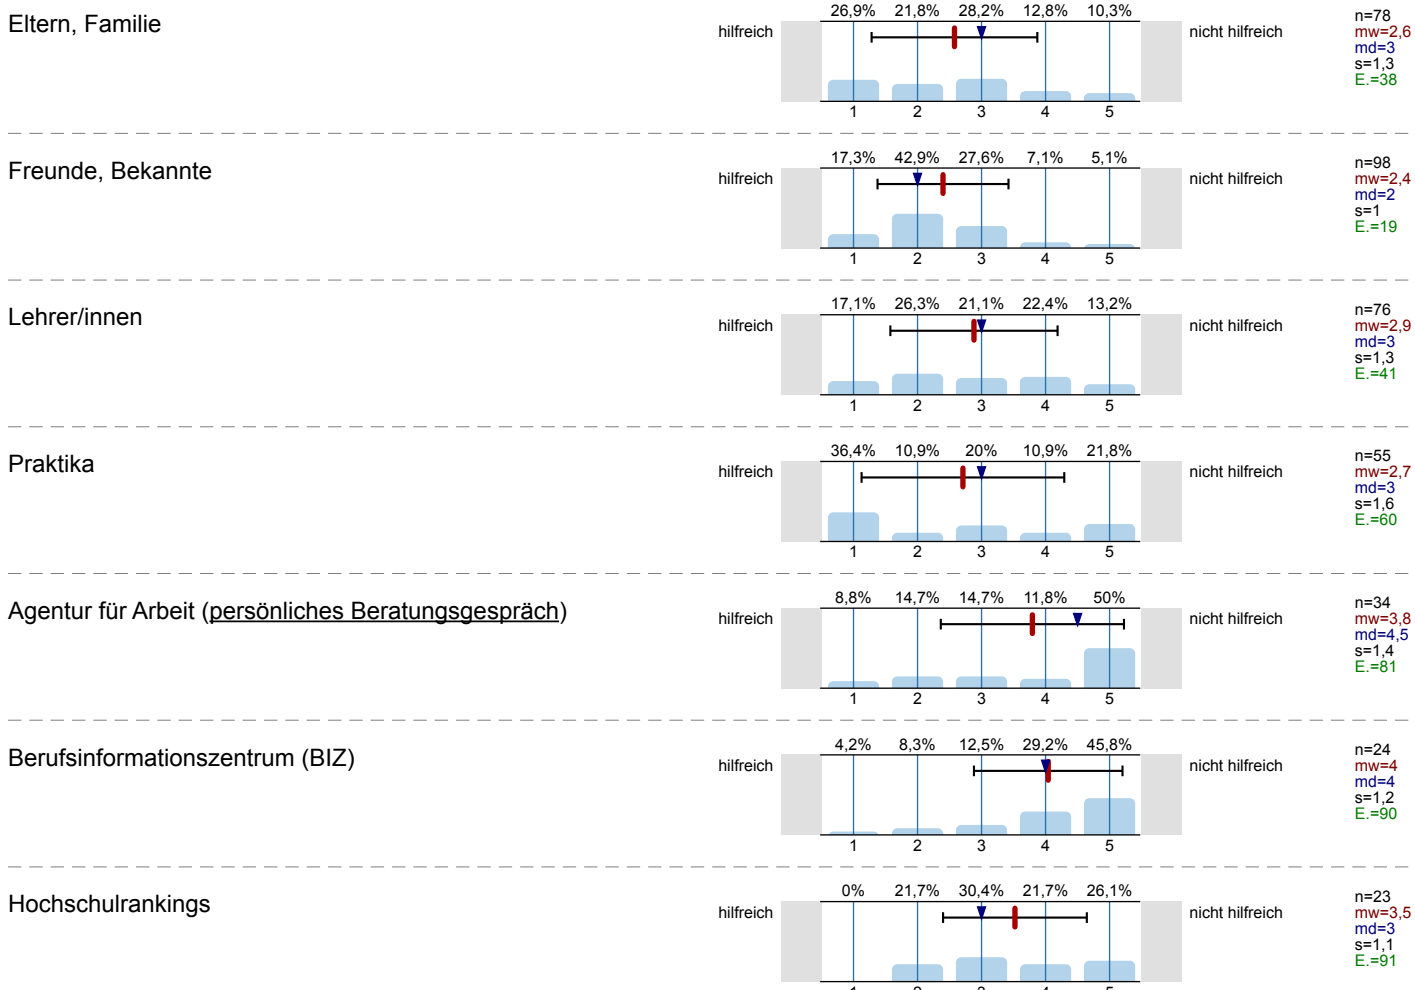 Eltern, Familie
hilfreich
26,9% 21,8% 28,2% 12,8% 10,3%
1 2 3 4 5
nicht hilfreich
n=78
mw=2,6
md=3
s=1,3
E.=38
Freunde, Bekannte
hilfreich
17,3% 42,9% 27,6% 7,1% 5,1%
1 2 3 4 5
nicht hilfreich
n=98
mw=2,4
md=2
s=1
E.=19
Lehrer/innen
hilfreich
17,1% 26,3% 21,1% 22,4% 13,2%
1 2 3 4 5
nicht hilfreich
n=76
mw=2,9
md=3
s=1,3
E.=41
Praktika
hilfreich
36,4% 10,9% 20% 10,9% 21,8%
1 2 3 4 5
nicht hilfreich
n=55
mw=2,7
md=3
s=1,6
E.=60
Agentur für Arbeit (persönliches Beratungsgespräch)
hilfreich
8,8% 14,7% 14,7% 11,8% 50%
1 2 3 4 5
nicht hilfreich
n=34
mw=3,8
md=4,5
s=1,4
E.=81
Berufsinformationszentrum (BIZ)
hilfreich
4,2% 8,3% 12,5% 29,2% 45,8%
1 2 3 4 5
nicht hilfreich
n=24
mw=4
md=4
s=1,2
E.=90
Hochschulrankings
hilfreich
0% 21,7% 30,4% 21,7% 26,1%
nicht hilfreich
n=23
mw=3,5
md=3
s=1,1
E.=91